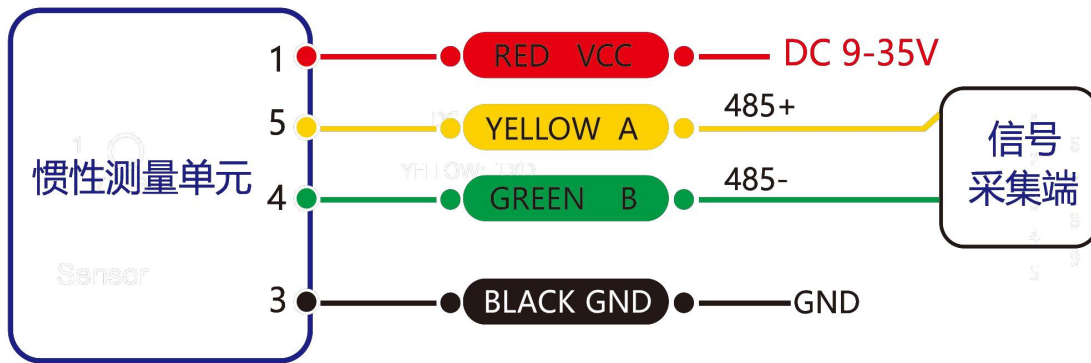 1 RED VCC DC 9-35V
5 YELLOW A 485+
4 GREEN B 485-
3 BLACK GND GND
惯性测量单元
信号
采集端
Sensor